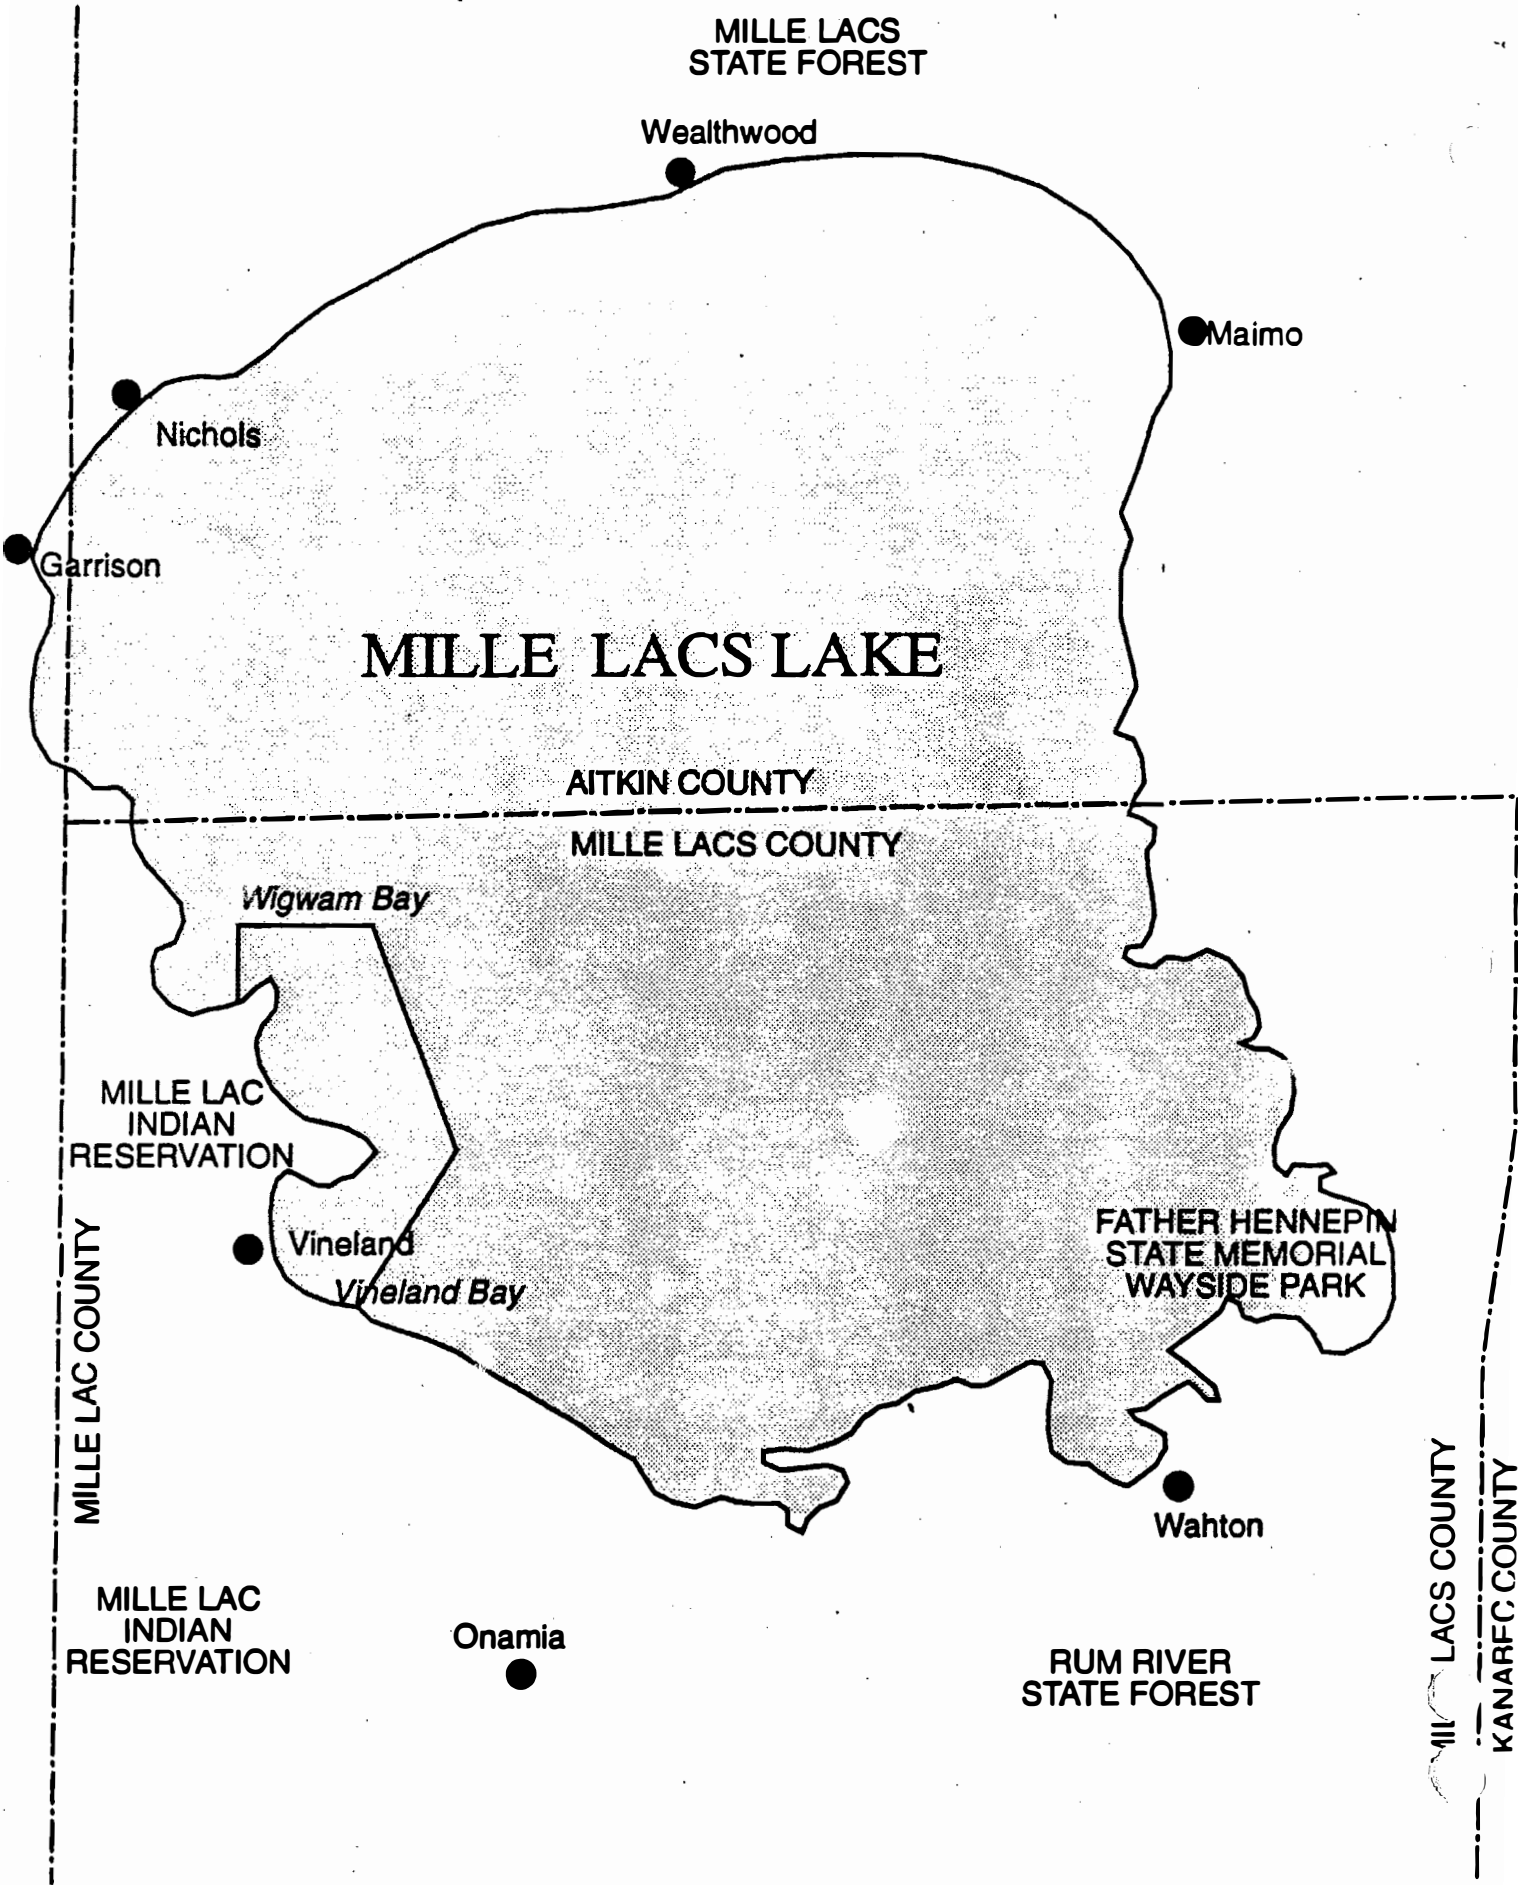 MILLE LACS
STATE FOREST
Wealthwood
Maimo
Nichols
Garrison
MILLE LACS LAKE
AITKIN COUNTY
MILLE LACS COUNTY
Wigwam Bay
MILLE LAC
INDIAN
RESERVATION
FATHER HENNEPIN
STATE MEMORIAL
WAYSIDE PARK
Vineland
Vineland Bay
MILLE LAC COUNTY
Wahton
LACS COUNTY
KANABEC COUNTY
MILLE LAC
INDIAN
RESERVATION
Onamia
RUM RIVER
STATE FOREST